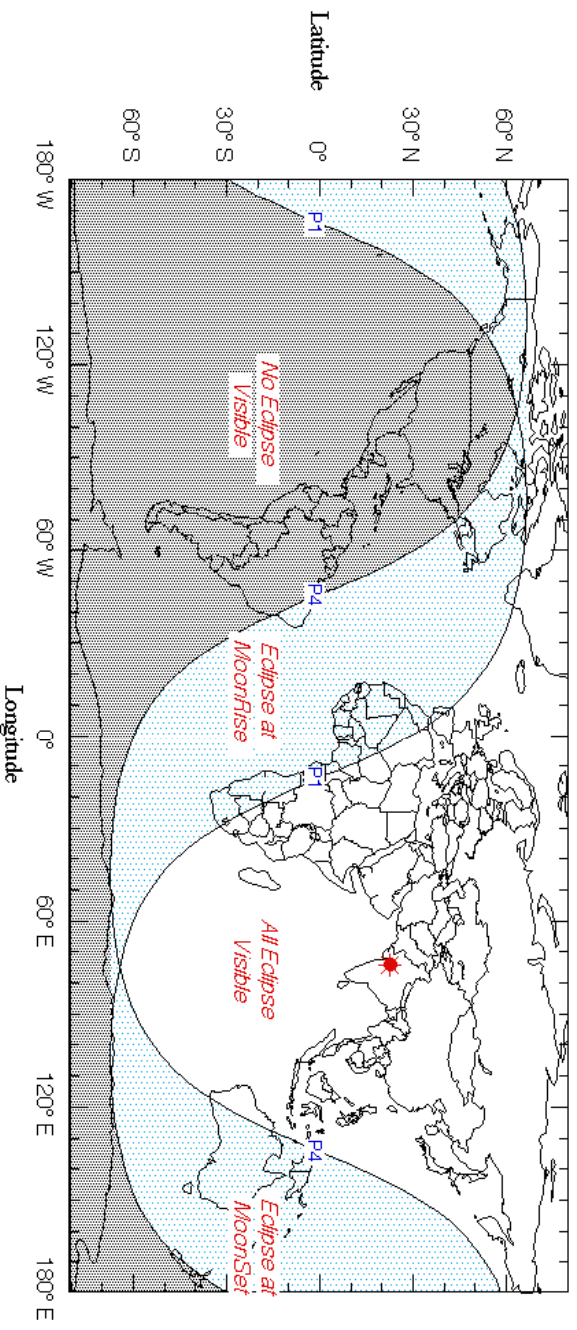 Latitude
60° N
30° N
0°
30° S
60° S
P1
P4
P1
P4
No Eclipse
Visible
Eclipse at
MoonRise
All Eclipse
Visible
Eclipse at
MoonSet
180° W
120° W
60° W
0°
60° E
120° E
180° E
Longitude